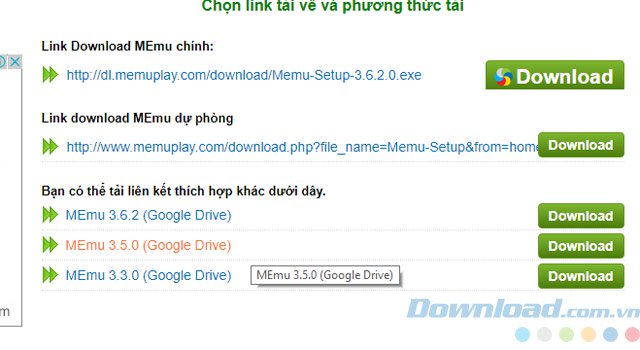 Chọn link tải về và phương thức tải
Link Download MEmu chính:
http://dl.memuplay.com/download/Memu-Setup-3.6.2.0.exe
Download
Link download MEmu dự phòng
http://www.memuplay.com/download.php?file_name=Memu-Setup&from=home
Download
Bạn có thể tải liên kết thích hợp khác dưới dây.
MEmu 3.6.2 (Google Drive)
Download
MEmu 3.5.0 (Google Drive)
Download
MEmu 3.3.0 (Google Drive)
MEmu 3.5.0 (Google Drive)
Download
m
Download.com.vn